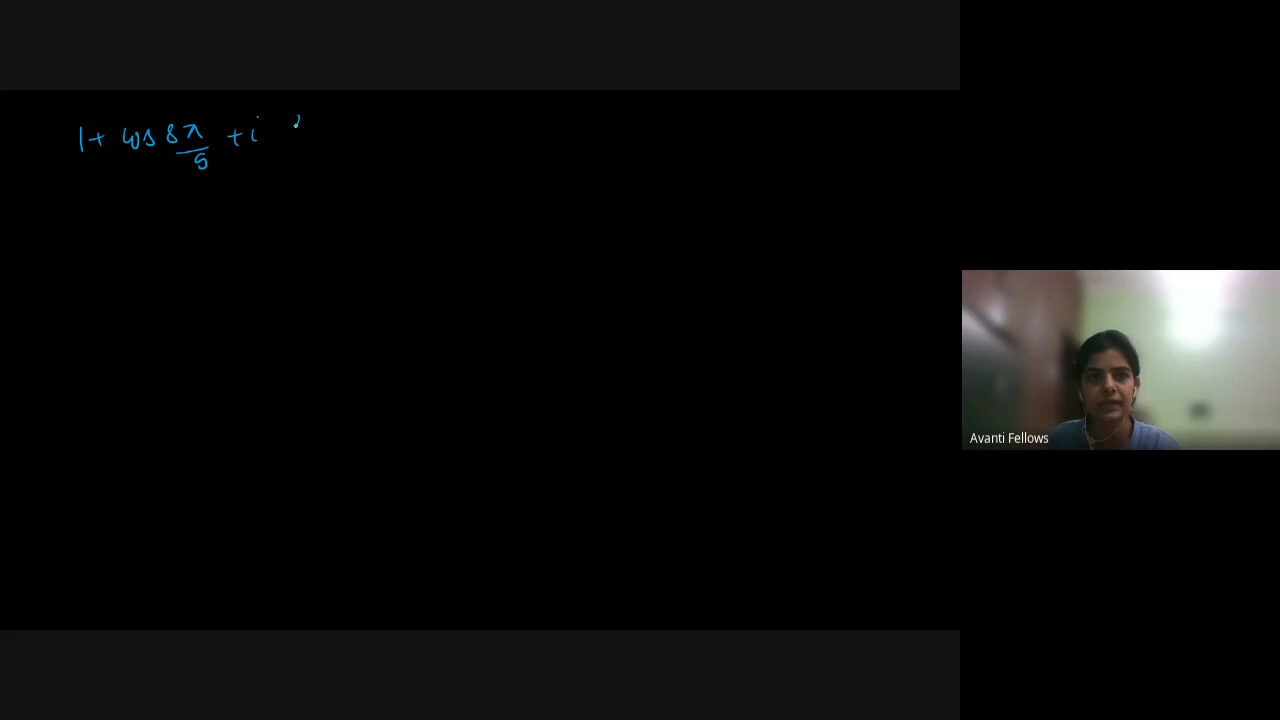 1 + cos 8π/5 + i
Avanti Fellows